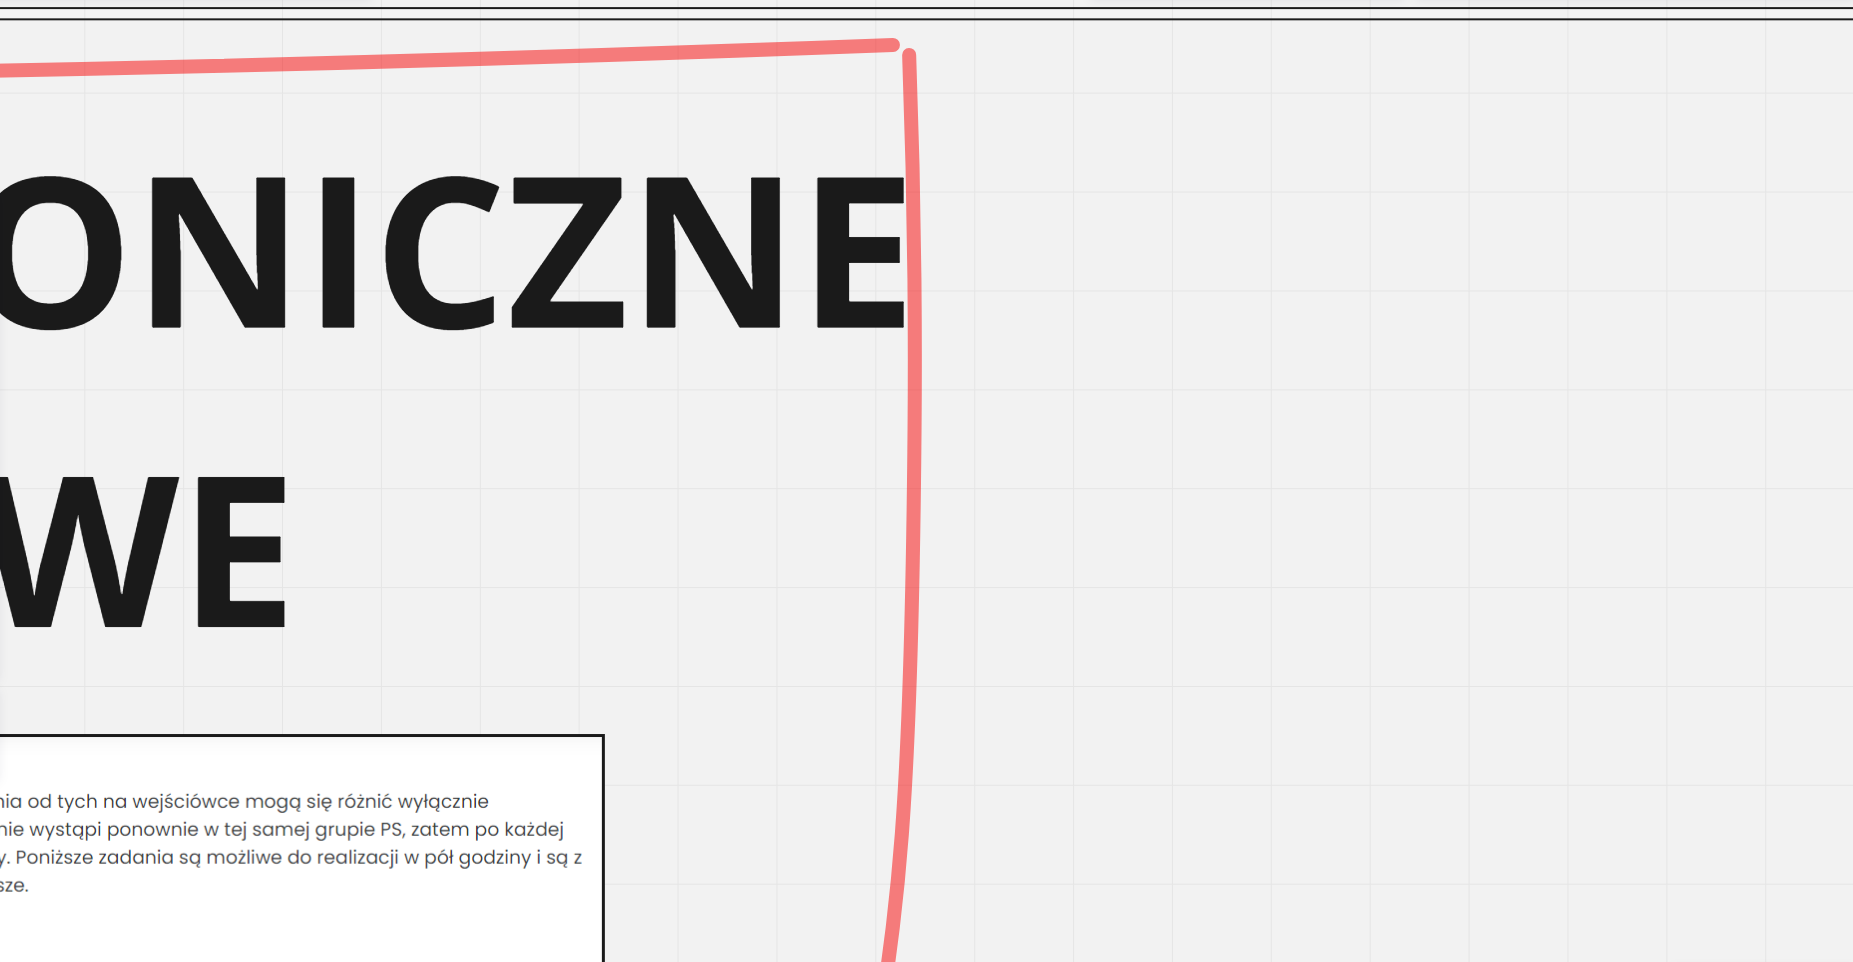 ONICZNE
WE
nia od tych na wejściówce mogą się różnić wyłącznie
nie wystąpi ponownie w tej samej grupie PS, zatem po każdej
y. Poniższe zadania są możliwe do realizacji w pół godziny i są z
sze.